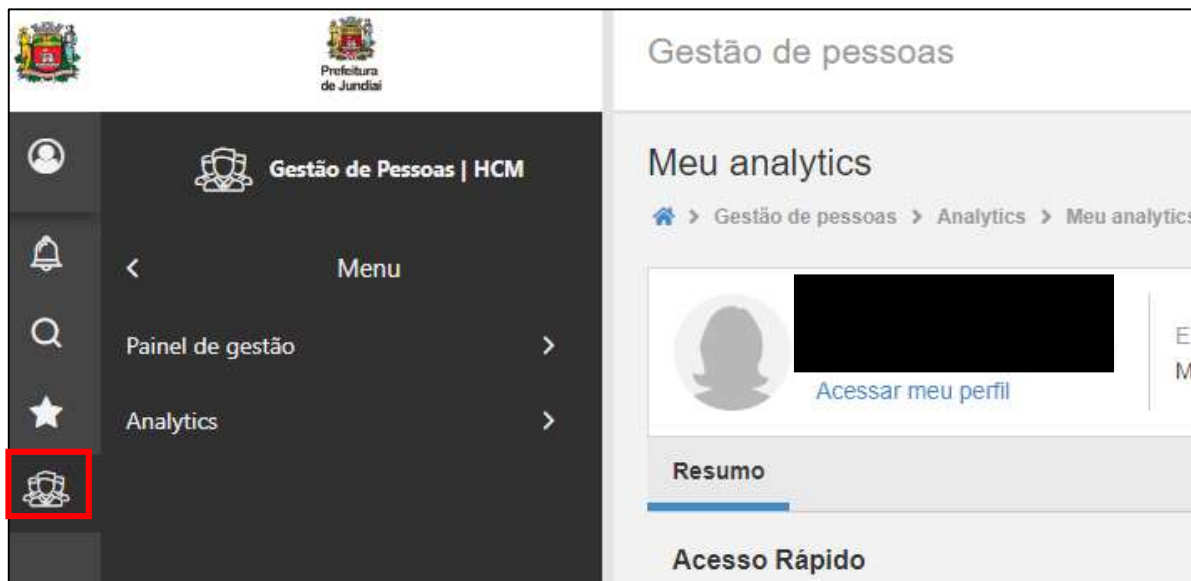 Prefeitura
de Jundiaí
Gestão de pessoas
Gestão de Pessoas | HCM
Menu
Painel de gestão
Analytics
Meu analytics
Gestão de pessoas > Analytics > Meu analytics
Acessar meu perfil
E
M
Resumo
Acesso Rápido